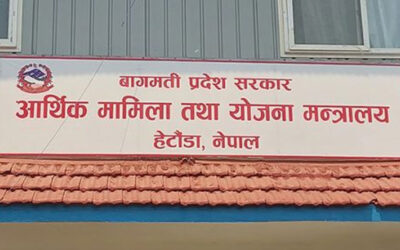 बागमती प्रदेश सरकार
आर्थिक मामिला तथा योजना मन्त्रालय
हेटौंडा, नेपाल